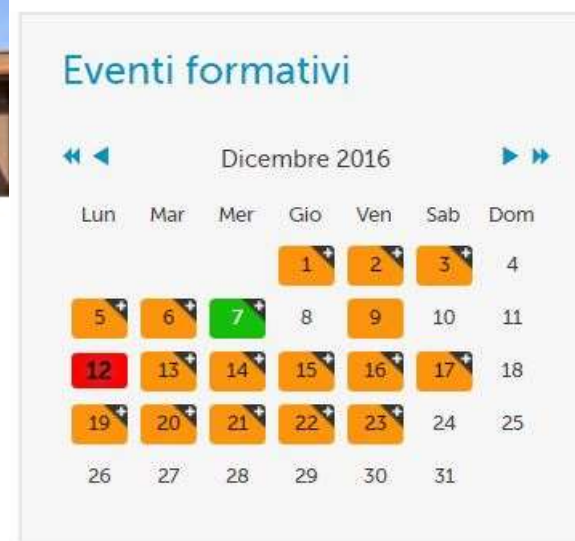 Eventi formativi
Dicembre 2016
Lun Mar Mer Gio Ven Sab Dom
1 2 3 4
5 6 7 8 9 10 11
12 13 14 15 16 17 18
19 20 21 22 23 24 25
26 27 28 29 30 31